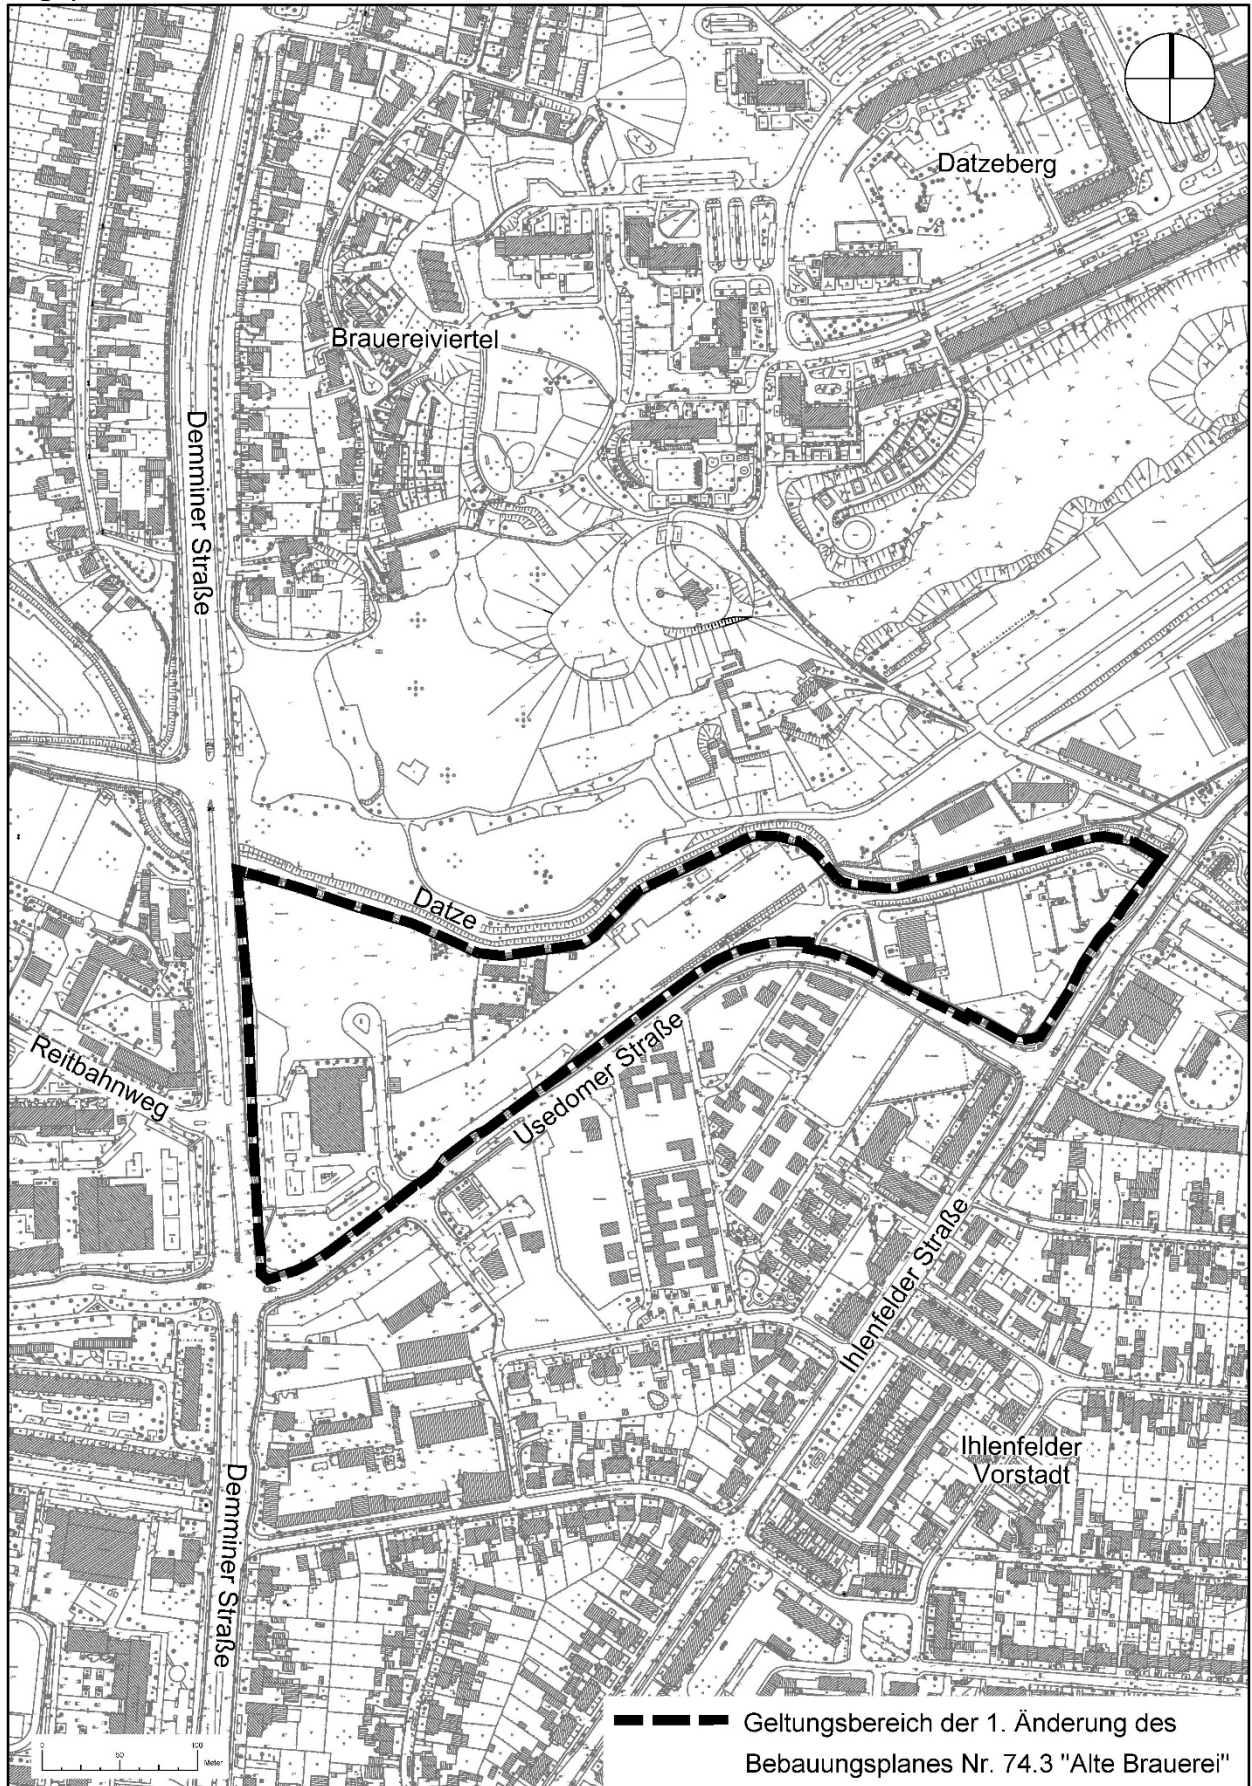 Datzeberg
Brauereiviertel
Demminer Straße
Datze
Usedomer Straße
Reitbahnweg
Ihlenfelder Straße
Ihlenfelder
Vorstadt
Demminer Straße
0 50 100
Meter
Geltungsbereich der 1. Änderung des
Bebauungsplanes Nr. 74.3 "Alte Brauerei"